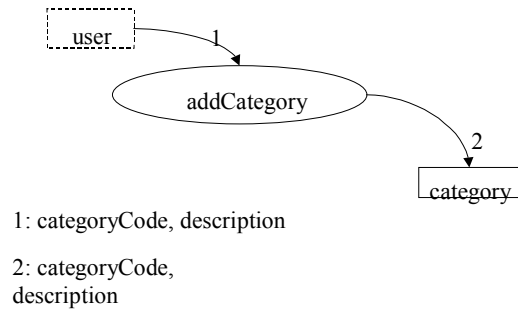 user
1
addCategory
2
category
1: categoryCode, description
2: categoryCode,
description